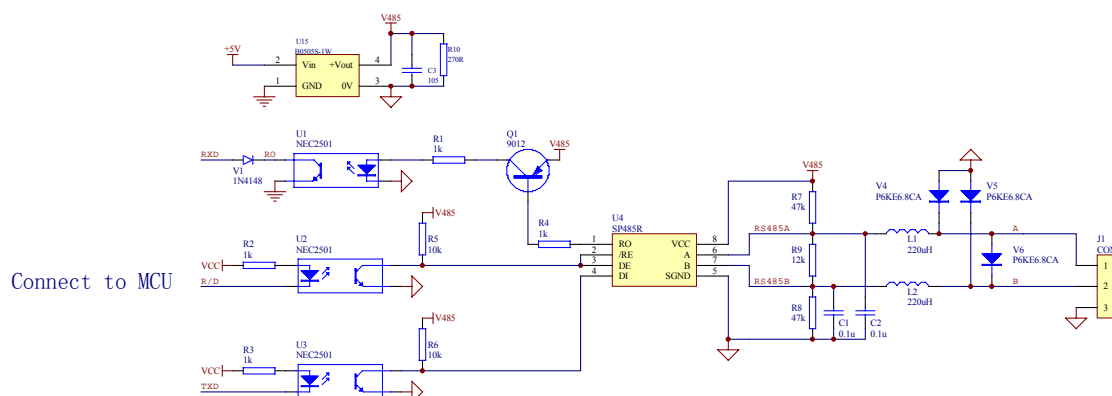 V485
U15
B0505S-1W
+5V
2 Vin +Vout 4
1 GND 0V 3
C3
105
R10
270R
U1
NEC2501
RXD
RO
V1
1N4148
R1
1k
Q1
9012
V485
R4
1k
U4
SP485R
1 RO VCC 8
2 /RE A 6
3 DE B 7
4 DI SGND 5
V485
R7
47k
RS485A
R9
12k
RS485B
R8
47k
C1
0.1u
C2
0.1u
V4
P6KE6.8CA
V5
P6KE6.8CA
L1
220uH
A
V6
P6KE6.8CA
L2
220uH
B
J1
CON
1
2
3
Connect to MCU
VCC
R2
1k
R/D
U2
NEC2501
V485
R5
10k
VCC
R3
1k
TXD
U3
NEC2501
V485
R6
10k